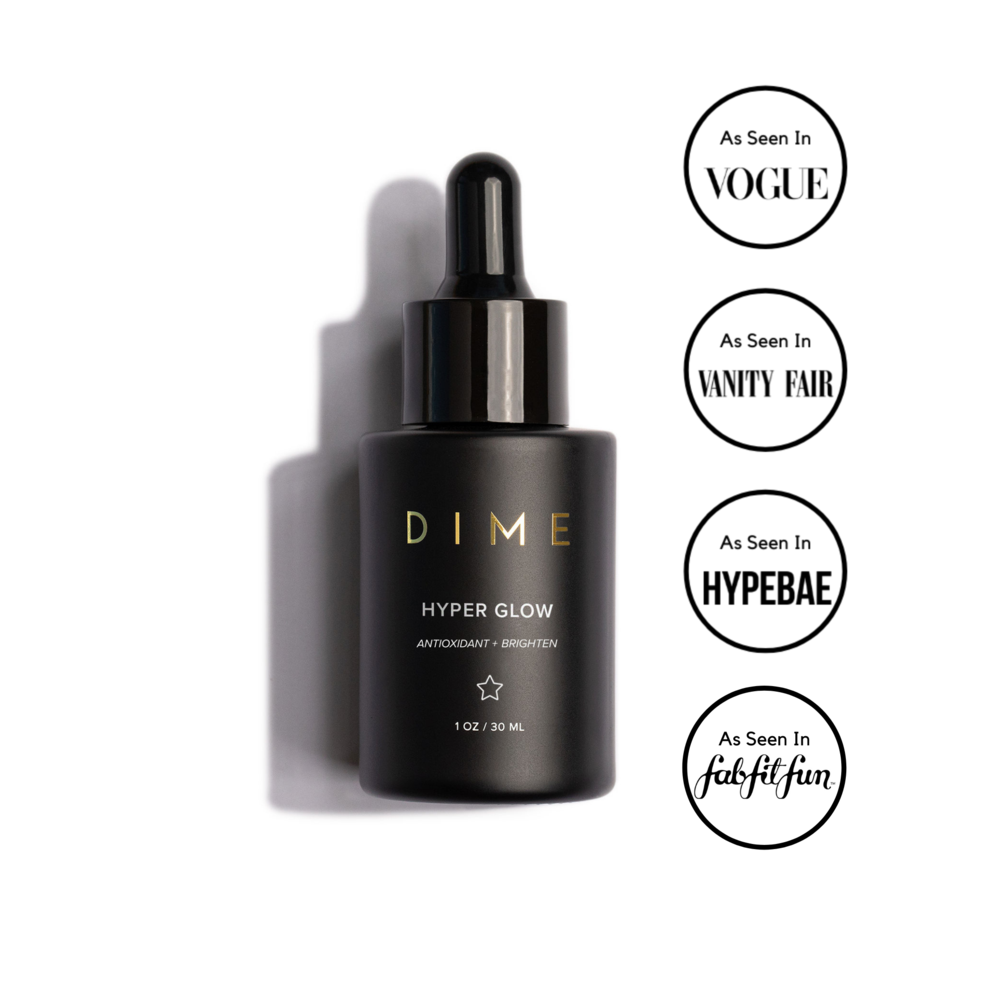 DIME
HYPER GLOW
ANTIOXIDANT + BRIGHTEN
1 OZ / 30 ML
As Seen In
VOGUE
As Seen In
VANITY FAIR
As Seen In
HYPEBAE
As Seen In
fabfitfun